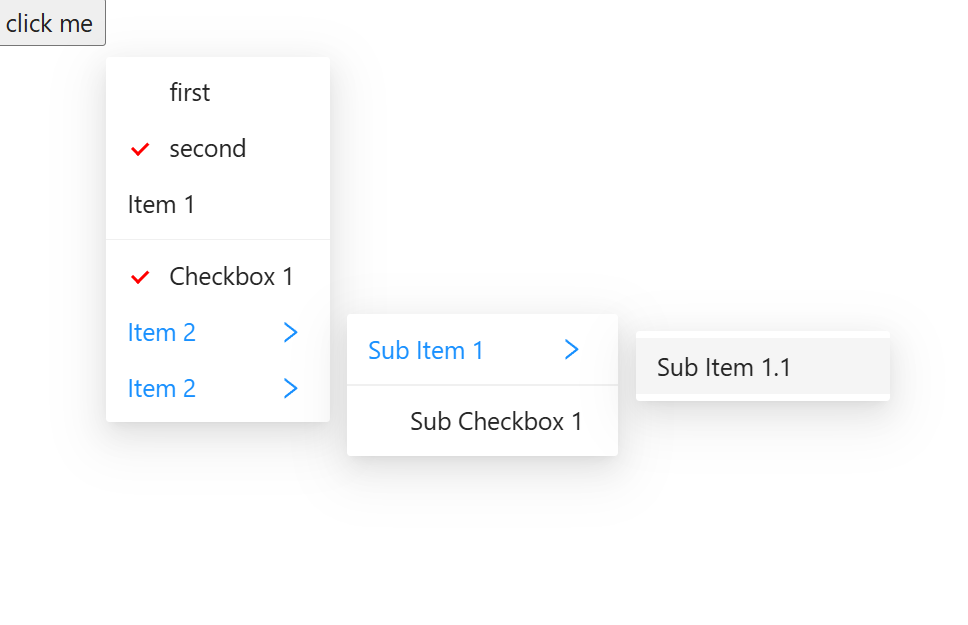 click me
first
second
Item 1
Checkbox 1
Item 2
Item 2
Sub Item 1
Sub Checkbox 1
Sub Item 1.1